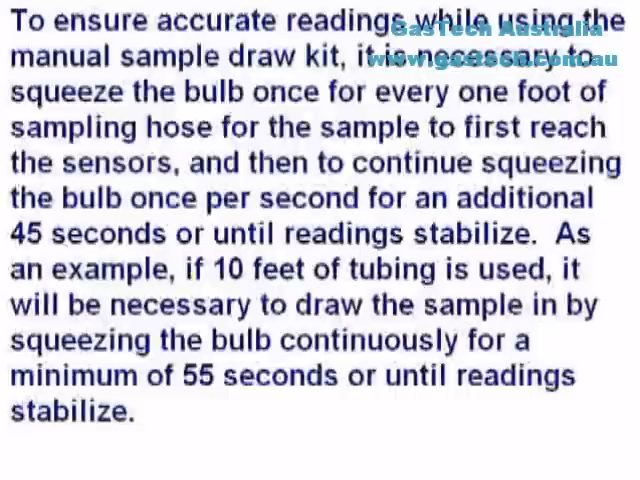 To ensure accurate readings while using the
GasTech Australia
manual sample draw kit, it is necessary to
www.gastech.com.au
squeeze the bulb once for every one foot of
sampling hose for the sample to first reach
the sensors, and then to continue squeezing
the bulb once per second for an additional
45 seconds or until readings stabilize.  As
an example, if 10 feet of tubing is used, it
will be necessary to draw the sample in by
squeezing the bulb continuously for a
minimum of 55 seconds or until readings
stabilize.